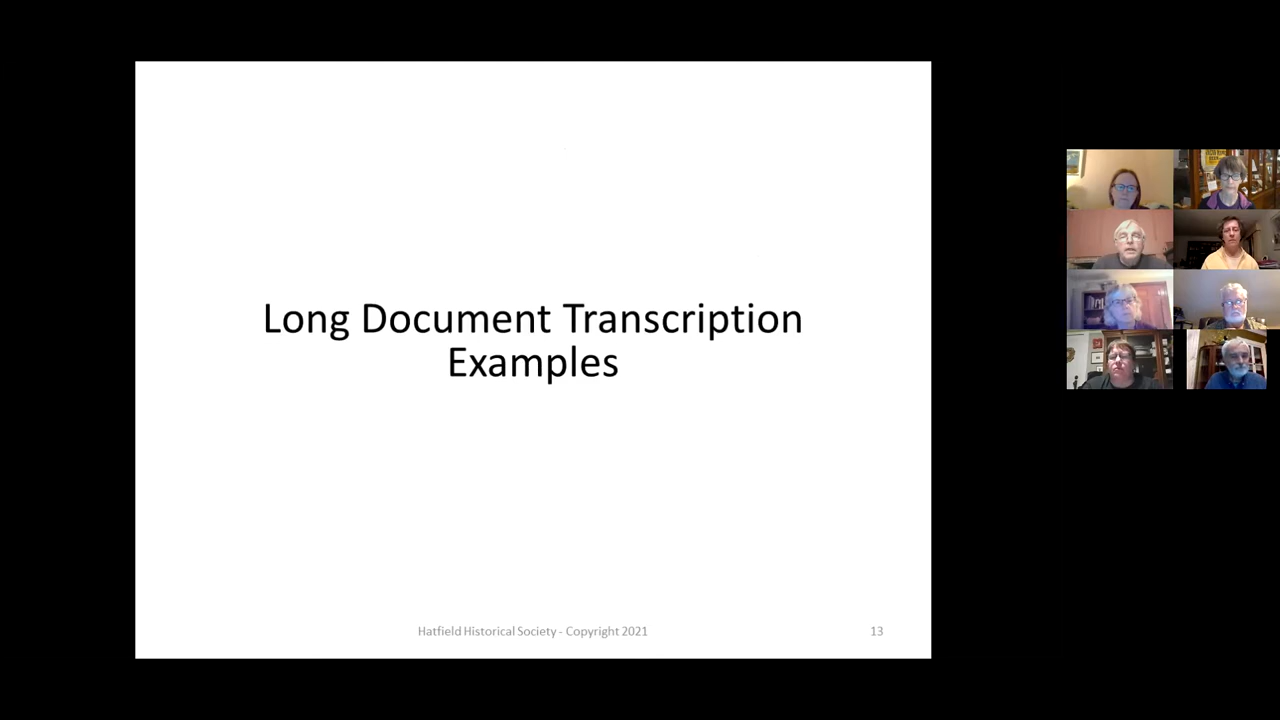 Long Document Transcription
Examples
Hatfield Historical Society - Copyright 2021
13